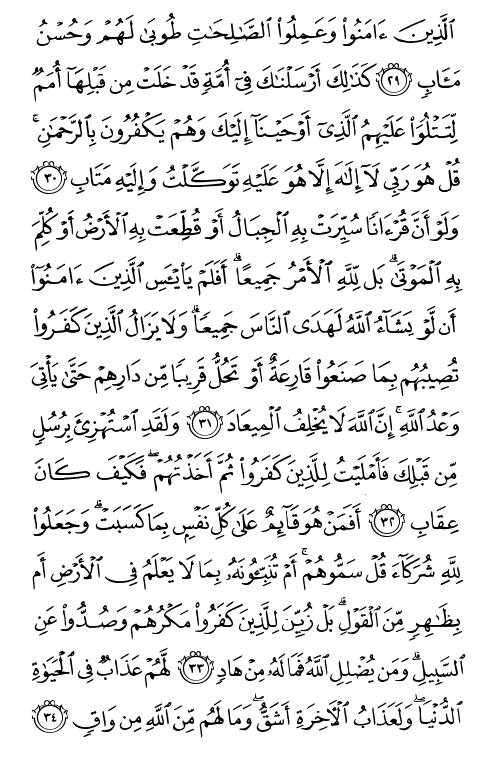 ٱلَّذِينَ ءَامَنُوا۟ وَعَمِلُوا۟ ٱلصَّـٰلِحَـٰتِ طُوبَىٰ لَهُمْ وَحُسْنُ
مَـَٔابٍ ٢٩ كَذَٰلِكَ أَرْسَلْنَـٰكَ فِىٓ أُمَّةٍ قَدْ خَلَتْ مِن قَبْلِهَآ أُمَمٌ
لِّتَتْلُوَا۟ عَلَيْهِمُ ٱلَّذِىٓ أَوْحَيْنَآ إِلَيْكَ وَهُمْ يَكْفُرُونَ بِٱلرَّحْمَـٰنِ ۚ
قُلْ هُوَ رَبِّى لَآ إِلَـٰهَ إِلَّا هُوَ عَلَيْهِ تَوَكَّلْتُ وَإِلَيْهِ مَتَابِ ٣٠
وَلَوْ أَنَّ قُرْءَانًا سُيِّرَتْ بِهِ ٱلْجِبَالُ أَوْ قُطِّعَتْ بِهِ ٱلْأَرْضُ أَوْ كُلِّمَ
بِهِ ٱلْمَوْتَىٰ ۗ بَل لِّلَّهِ ٱلْأَمْرُ جَمِيعًا ۗ أَفَلَمْ يَا۟يْـَٔسِ ٱلَّذِينَ ءَامَنُوٓا۟
أَن لَّوْ يَشَآءُ ٱللَّهُ لَهَدَى ٱلنَّاسَ جَمِيعًا ۗ وَلَا يَزَالُ ٱلَّذِينَ كَفَرُوا۟
تُصِيبُهُم بِمَا صَنَعُوا۟ قَارِعَةٌ أَوْ تَحُلُّ قَرِيبًا مِّن دَارِهِمْ حَتَّىٰ يَأْتِىَ
وَعْدُ ٱللَّهِ ۚ إِنَّ ٱللَّهَ لَا يُخْلِفُ ٱلْمِيعَادَ ٣١ وَلَقَدِ ٱسْتُهْزِئَ بِرُسُلٍ
مِّن قَبْلِكَ فَأَمْلَيْتُ لِلَّذِينَ كَفَرُوا۟ ثُمَّ أَخَذْتُهُمْ ۖ فَكَيْفَ كَانَ
عِقَابِ ٣٢ أَفَمَنْ هُوَ قَآئِمٌ عَلَىٰ كُلِّ نَفْسٍۭ بِمَا كَسَبَتْ ۗ وَجَعَلُوا۟
لِلَّهِ شُرَكَآءَ قُلْ سَمُّوهُمْ ۚ أَمْ تُنَبِّـُٔونَهُۥ بِمَا لَا يَعْلَمُ فِى ٱلْأَرْضِ أَم
بِظَـٰهِرٍ مِّنَ ٱلْقَوْلِ ۗ بَلْ زُيِّنَ لِلَّذِينَ كَفَرُوا۟ مَكْرُهُمْ وَصُدُّوا۟ عَنِ
ٱلسَّبِيلِ ۗ وَمَن يُضْلِلِ ٱللَّهُ فَمَا لَهُۥ مِنْ هَادٍ ٣٣ لَّهُمْ عَذَابٌ فِى ٱلْحَيَوٰةِ
ٱلدُّنْيَا ۖ وَلَعَذَابُ ٱلْـَٔاخِرَةِ أَشَقُّ ۖ وَمَا لَهُم مِّنَ ٱللَّهِ مِن وَاقٍ ٣٤